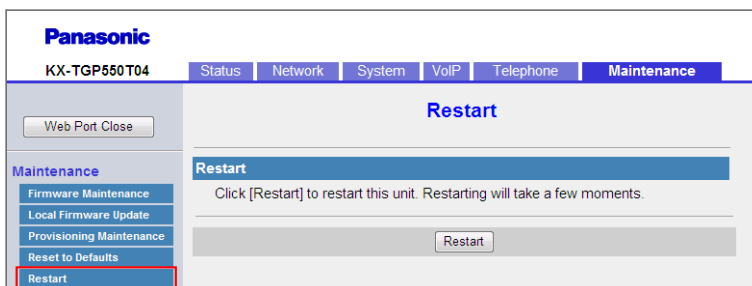 Panasonic
KX-TGP550T04
Status Network System VoIP Telephone Maintenance
Web Port Close
Maintenance
Firmware Maintenance
Local Firmware Update
Provisioning Maintenance
Reset to Defaults
Restart
Restart
Restart
Click [Restart] to restart this unit. Restarting will take a few moments.
Restart